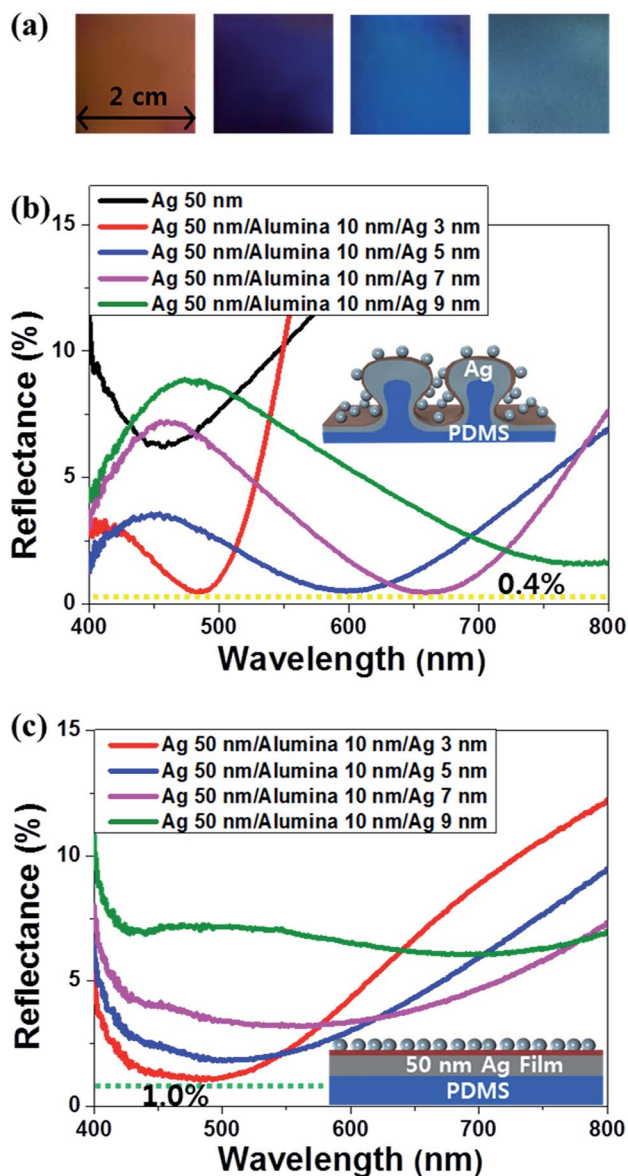 (a)
2 cm
(b)
15
10
5
0
Reflectance (%)
Ag 50 nm
Ag 50 nm/Alumina 10 nm/Ag 3 nm
Ag 50 nm/Alumina 10 nm/Ag 5 nm
Ag 50 nm/Alumina 10 nm/Ag 7 nm
Ag 50 nm/Alumina 10 nm/Ag 9 nm
Ag
PDMS
0.4%
400 500 600 700 800
Wavelength (nm)
(c)
15
10
5
0
Reflectance (%)
Ag 50 nm/Alumina 10 nm/Ag 3 nm
Ag 50 nm/Alumina 10 nm/Ag 5 nm
Ag 50 nm/Alumina 10 nm/Ag 7 nm
Ag 50 nm/Alumina 10 nm/Ag 9 nm
50 nm Ag Film
PDMS
1.0%
400 500 600 700 800
Wavelength (nm)